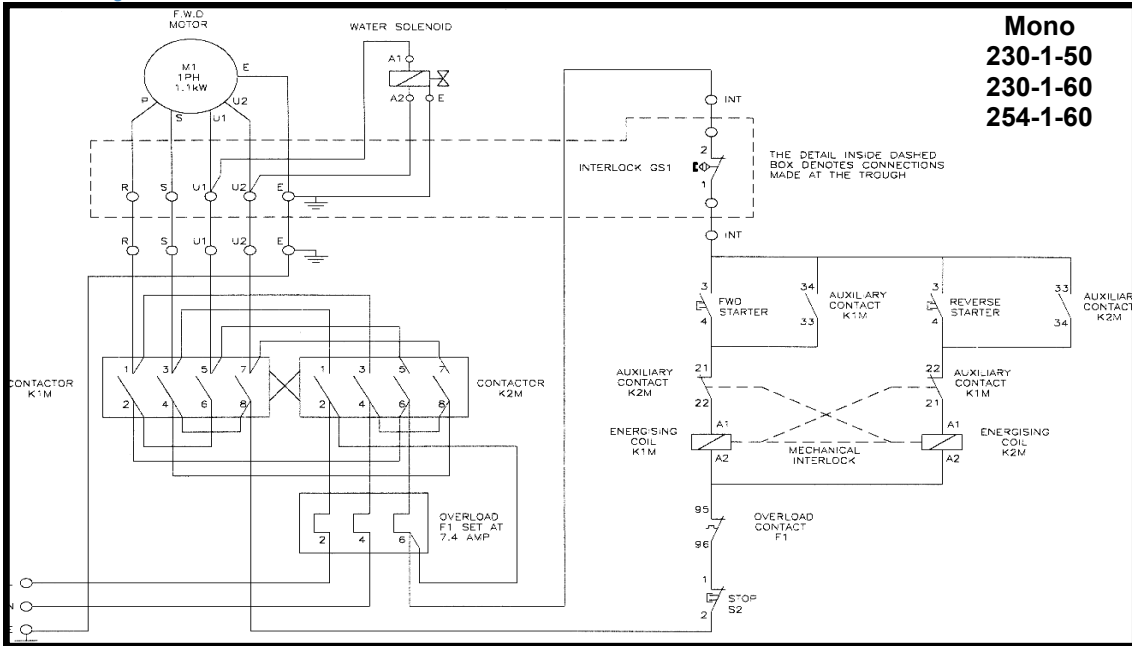 F.W.D
MOTOR
WATER SOLENOID
Mono
230-1-50
230-1-60
254-1-60
M1
1PH
1.1kW
E
P
S
U1
U2
A1
A2
E
INT
2
INTERLOCK GS1
1
THE DETAIL INSIDE DASHED
BOX DENOTES CONNECTIONS
MADE AT THE TROUGH
R
S
U1
U2
E
INT
R
S
U1
U2
E
3
FWD
STARTER
4
34
AUXILIARY
CONTACT
K1M
33
3
REVERSE
STARTER
4
33
AUXILIAR
CONTACT
K2M
34
CONTACTOR
K1M
1
3
5
7
2
4
6
8
1
3
5
7
2
4
6
8
CONTACTOR
K2M
21
AUXILIARY
CONTACT
K2M
22
22
AUXILIARY
CONTACT
K1M
21
ENERGISING
COIL
K1M
A1
A2
MECHANICAL
INTERLOCK
A1
A2
ENERGISING
COIL
K2M
OVERLOAD
F1 SET AT
7.4 AMP
2
4
6
95
OVERLOAD
CONTACT
F1
96
1
STOP
S2
2
L
N
E